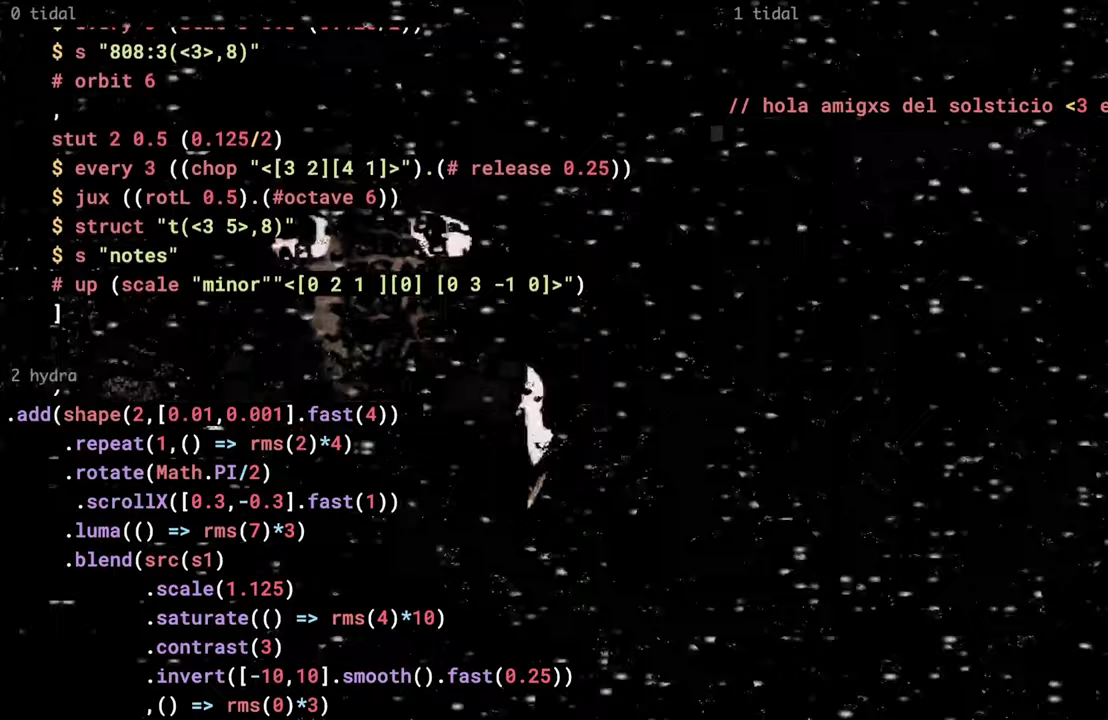 0 tidal
$ s "808:3(<3>,8)"
# orbit 6
,
stut 2 0.5 (0.125/2)
$ every 3 ((chop "<[3 2][4 1]>").(# release 0.25))
$ jux ((rotL 0.5).(#octave 6))
$ struct "t(<3 5>,8)"
$ s "notes"
# up (scale "minor""<[0 2 1 ][0] [0 3 -1 0]>")
]
1 tidal
// hola amigxs del solsticio <3 e
2 hydra
,
.add(shape(2,[0.01,0.001].fast(4))
.repeat(1,() => rms(2)*4)
.rotate(Math.PI/2)
.scrollX([0.3,-0.3].fast(1))
.luma(() => rms(7)*3)
.blend(src(s1)
.scale(1.125)
.saturate(() => rms(4)*10)
.contrast(3)
.invert([-10,10].smooth().fast(0.25))
,() => rms(0)*3)